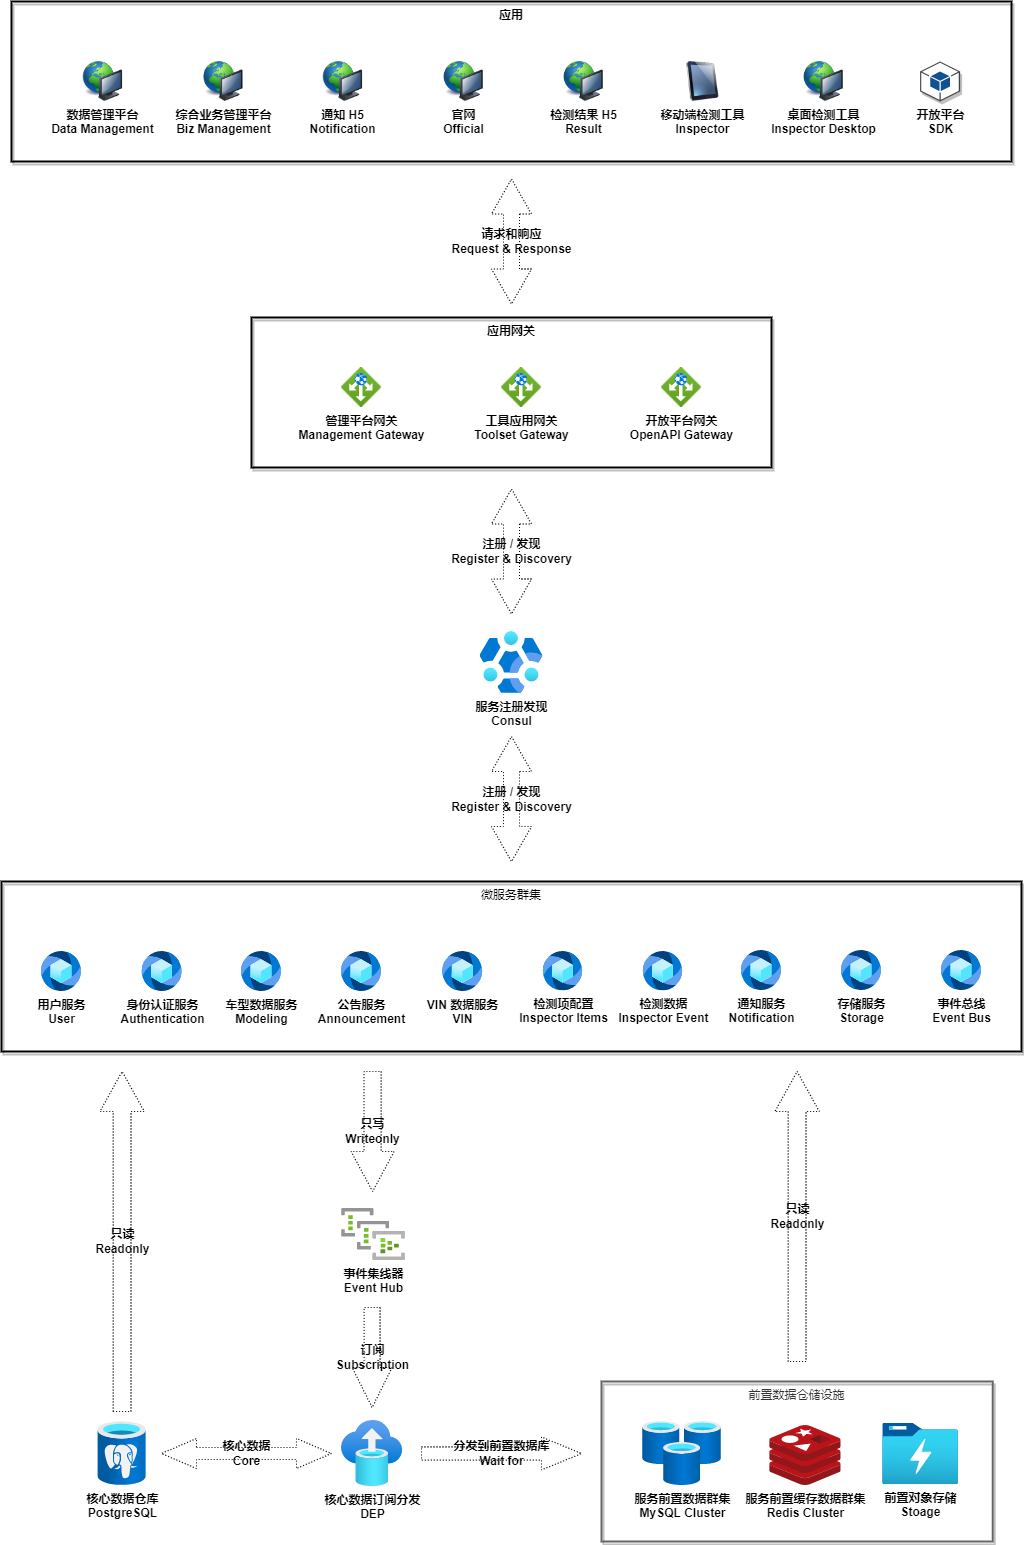 应用
数据管理平台
Data Management
综合业务管理平台
Biz Management
通知 H5
Notification
官网
Official
检测结果 H5
Result
移动端检测工具
Inspector
桌面检测工具
Inspector Desktop
开放平台
SDK
请求和响应
Request & Response
应用网关
管理平台网关
Management Gateway
工具应用网关
Toolset Gateway
开放平台网关
OpenAPI Gateway
注册 / 发现
Register & Discovery
服务注册发现
Consul
注册 / 发现
Register & Discovery
微服务群集
用户服务
User
身份认证服务
Authentication
车型数据服务
Modeling
公告服务
Announcement
VIN 数据服务
VIN
检测项配置
Inspector Items
检测数据
Inspector Event
通知服务
Notification
存储服务
Storage
事件总线
Event Bus
只写
Writeonly
只读
Readonly
只读
Readonly
事件集线器
Event Hub
订阅
Subscription
前置数据仓储设施
核心数据
Core
分发到前置数据库
Wait for
核心数据仓库
PostgreSQL
核心数据订阅分发
DEP
服务前置数据群集
MySQL Cluster
服务前置缓存数据群集
Redis Cluster
前置对象存储
Stoage